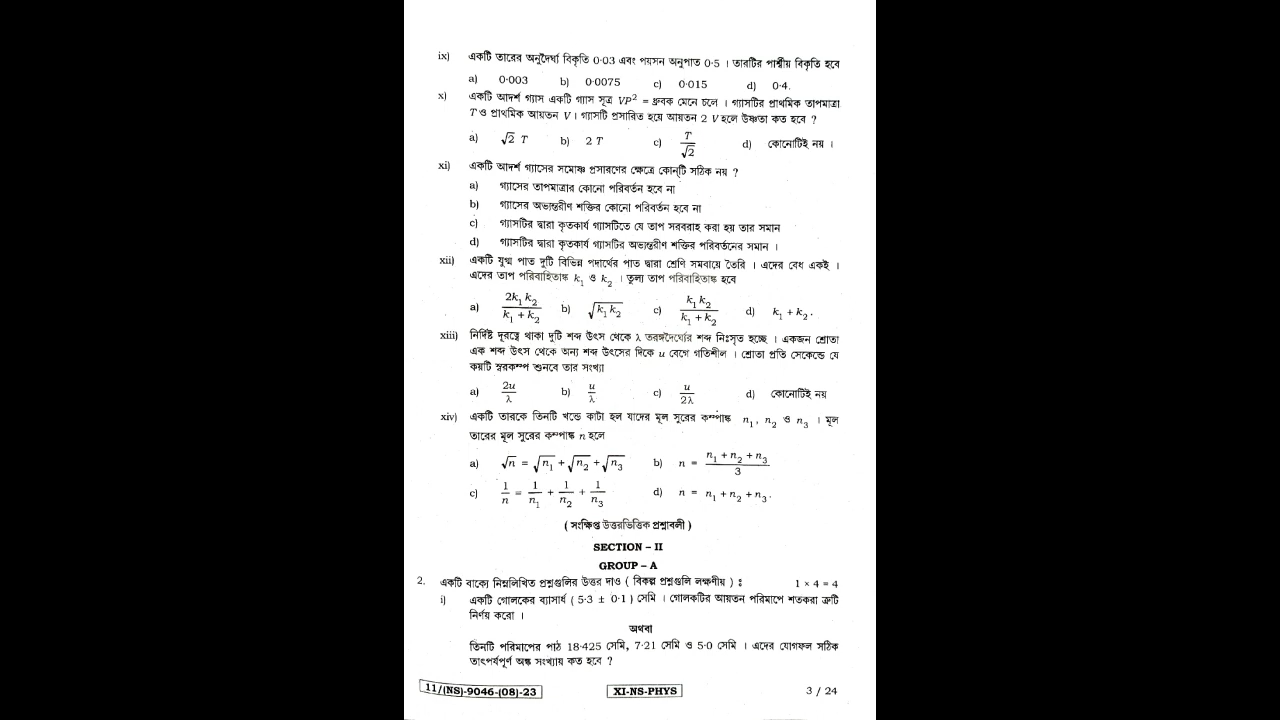 ix) একটি তারের অনুদৈর্ঘ্য বিকৃতি 0·03 এবং পয়সন অনুপাত 0·5 । তারটির পার্শ্বীয় বিকৃতি হবে
a) 0·003 b) 0·0075 c) 0·015 d) 0·4.
x) একটি আদর্শ গ্যাস একটি গ্যাস সূত্র VP² = ধ্রুবক মেনে চলে । গ্যাসটির প্রাথমিক তাপমাত্রা
T ও প্রাথমিক আয়তন V । গ্যাসটি প্রসারিত হয়ে আয়তন 2 V হলে উষ্ণতা কত হবে ?
a) √2 T b) 2 T c) T/√2 d) কোনোটিই নয় ।
xi) একটি আদর্শ গ্যাসের সমোষ্ণ প্রসারণের ক্ষেত্রে কোন্‌টি সঠিক নয় ?
a) গ্যাসের তাপমাত্রার কোনো পরিবর্তন হবে না
b) গ্যাসের অভ্যন্তরীণ শক্তির কোনো পরিবর্তন হবে না
c) গ্যাসটির দ্বারা কৃতকার্য গ্যাসটিতে যে তাপ সরবরাহ করা হয় তার সমান
d) গ্যাসটির দ্বারা কৃতকার্য গ্যাসটির অভ্যন্তরীণ শক্তির পরিবর্তনের সমান ।
xii) একটি যুগ্ম পাত দুটি বিভিন্ন পদার্থের পাত দ্বারা শ্রেণি সমবায়ে তৈরি । এদের বেধ একই ।
এদের তাপ পরিবাহিতাঙ্ক k₁ ও k₂ । তুল্য তাপ পরিবাহিতাঙ্ক হবে
a) 2k₁ k₂/(k₁ + k₂) b) √(k₁ k₂) c) k₁ k₂/(k₁ + k₂) d) k₁ + k₂ .
xiii) নির্দিষ্ট দূরত্বে থাকা দুটি শব্দ উৎস থেকে λ তরঙ্গদৈর্ঘ্যের শব্দ নিঃসৃত হচ্ছে । একজন শ্রোতা
এক শব্দ উৎস থেকে অন্য শব্দ উৎসের দিকে u বেগে গতিশীল । শ্রোতা প্রতি সেকেন্ডে যে
কয়টি স্বরকম্প শুনবে তার সংখ্যা
a) 2u/λ b) u/λ c) u/2λ d) কোনোটিই নয়
xiv) একটি তারকে তিনটি খন্ডে কাটা হল যাদের মূল সুরের কম্পাঙ্ক n₁, n₂ ও n₃ । মূল
তারের মূল সুরের কম্পাঙ্ক n হলে
a) √n = √n₁ + √n₂ + √n₃ b) n = (n₁ + n₂ + n₃)/3
c) 1/n = 1/n₁ + 1/n₂ + 1/n₃ d) n = n₁ + n₂ + n₃ .
( সংক্ষিপ্ত উত্তরভিত্তিক প্রশ্নাবলী )
SECTION – II
GROUP – A
2. একটি বাক্যে নিম্নলিখিত প্রশ্নগুলির উত্তর দাও ( বিকল্প প্রশ্নগুলি লক্ষণীয় ) : 1 × 4 = 4
i) একটি গোলকের ব্যাসার্ধ ( 5·3 ± 0·1 ) সেমি । গোলকটির আয়তন পরিমাপে শতকরা ত্রুটি
নির্ণয় করো ।
অথবা
তিনটি পরিমাপের পাঠ 18·425 সেমি, 7·21 সেমি ও 5·0 সেমি । এদের যোগফল সঠিক
তাৎপর্যপূর্ণ অঙ্ক সংখ্যায় কত হবে ?
11/(NS)-9046-(08)-23 XI-NS-PHYS 3 / 24